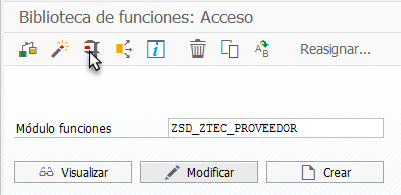 Biblioteca de funciones: Acceso
Reasignar...
Módulo funciones ZSD_ZTEC_PROVEEDOR
Visualizar Modificar Crear